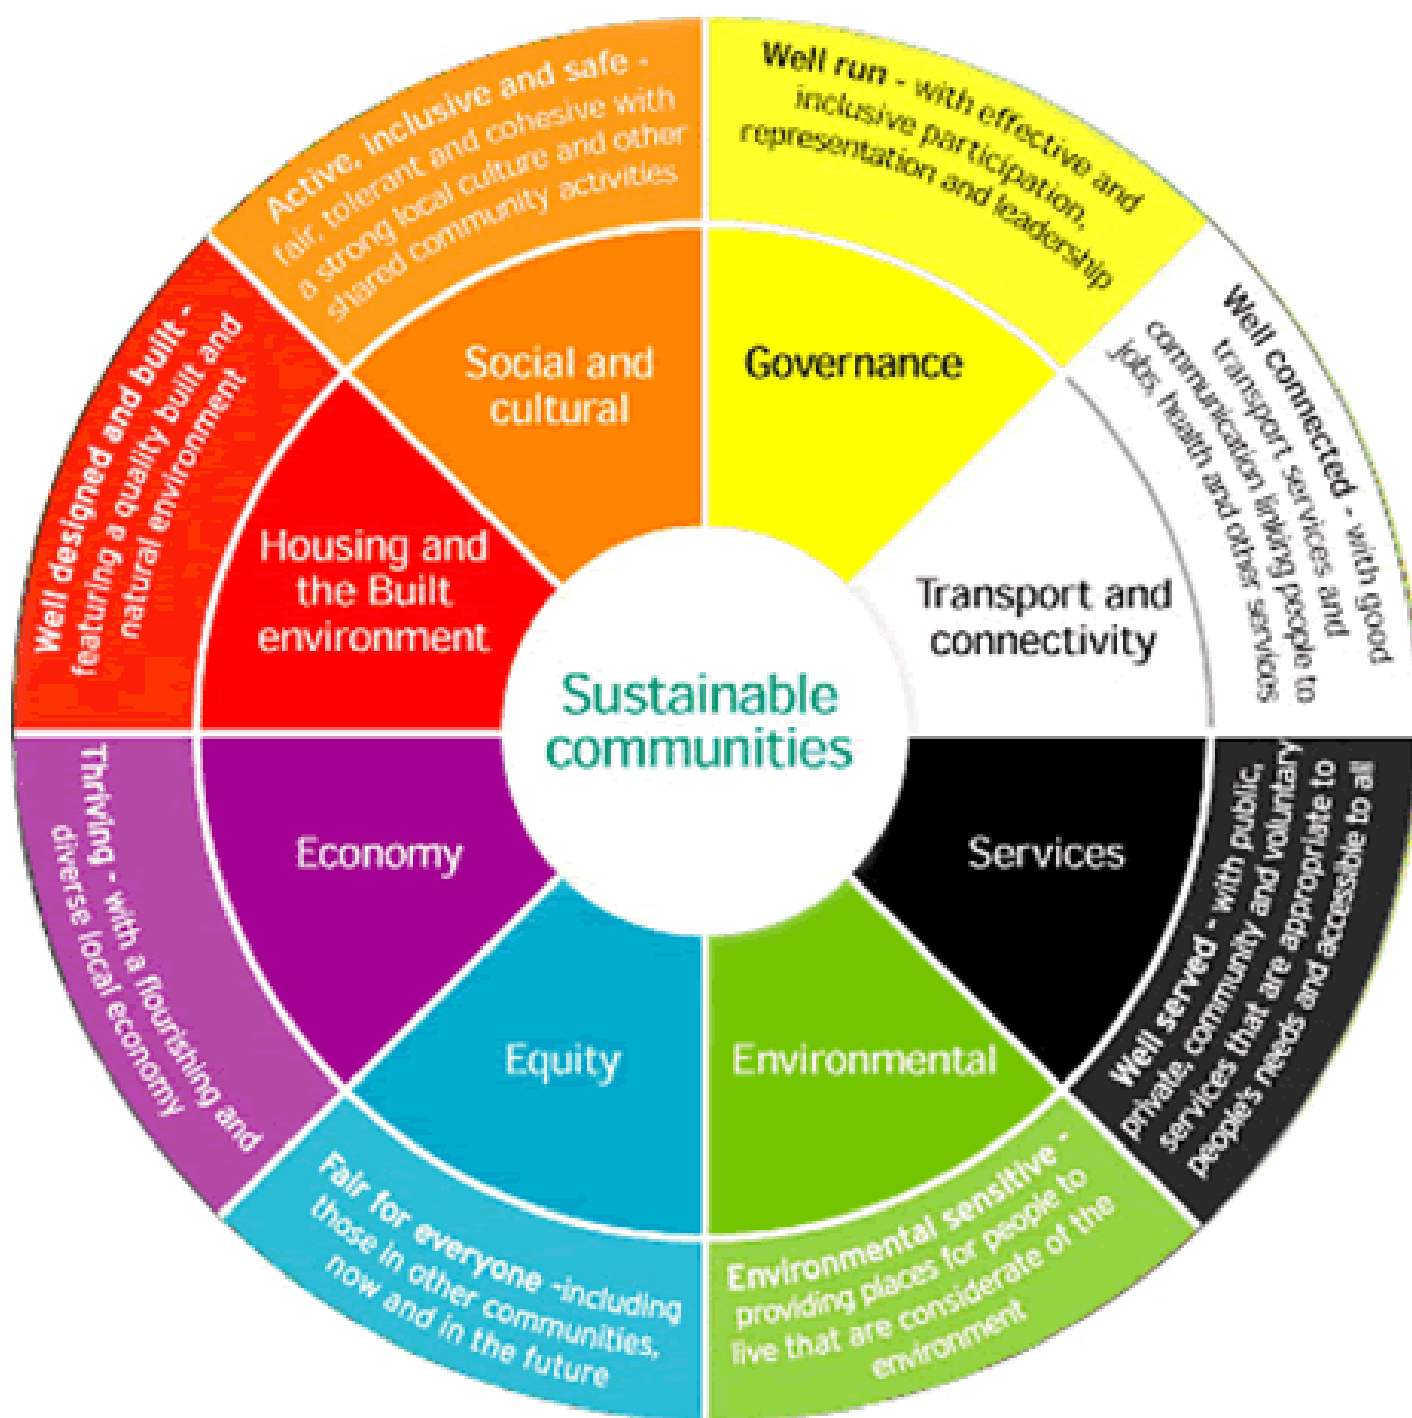 Sustainable
communities
Governance
Well run - with effective and
inclusive participation,
representation and leadership
Transport and
connectivity
Well connected - with good
transport services and
communication linking people to
jobs, health and other services
Services
Well served - with public,
private, community and voluntary
services that are appropriate to
people's needs and accessible to all
Environmental
Environmental sensitive -
providing places for people to
live that are considerate of the
environment
Equity
Fair for everyone -including
those in other communities,
now and in the future
Economy
Thriving - with a flourishing and
diverse local economy
Housing and
the Built
environment
Well designed and built -
featuring a quality built and
natural environment
Social and
cultural
Active, inclusive and safe -
fair, tolerant and cohesive with
a strong local culture and other
shared community activities